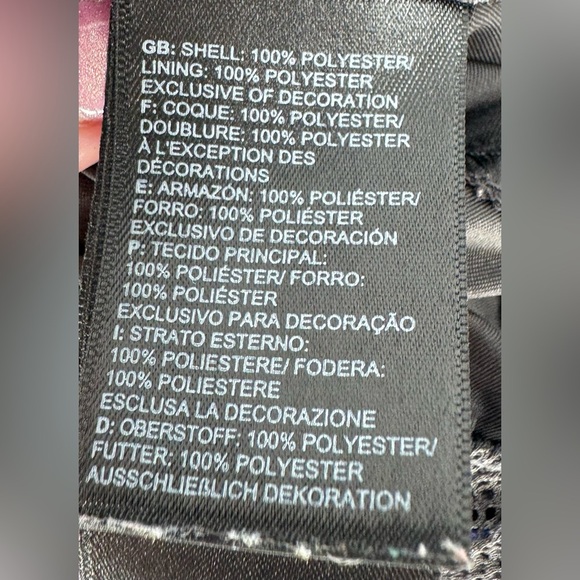 GB: SHELL: 100% POLYESTER/
LINING: 100% POLYESTER
EXCLUSIVE OF DECORATION
F: COQUE: 100% POLYESTER/
DOUBLURE: 100% POLYESTER
À L'EXCEPTION DES
DÉCORATIONS
E: ARMAZÓN: 100% POLIÉSTER/
FORRO: 100% POLIÉSTER
EXCLUSIVO DE DECORACIÓN
P: TECIDO PRINCIPAL:
100% POLIÉSTER/ FORRO:
100% POLIÉSTER
EXCLUSIVO PARA DECORAÇÃO
I: STRATO ESTERNO:
100% POLIESTERE/ FODERA:
100% POLIESTERE
ESCLUSA LA DECORAZIONE
D: OBERSTOFF: 100% POLYESTER/
FUTTER: 100% POLYESTER
AUSSCHLIEßLICH DEKORATION